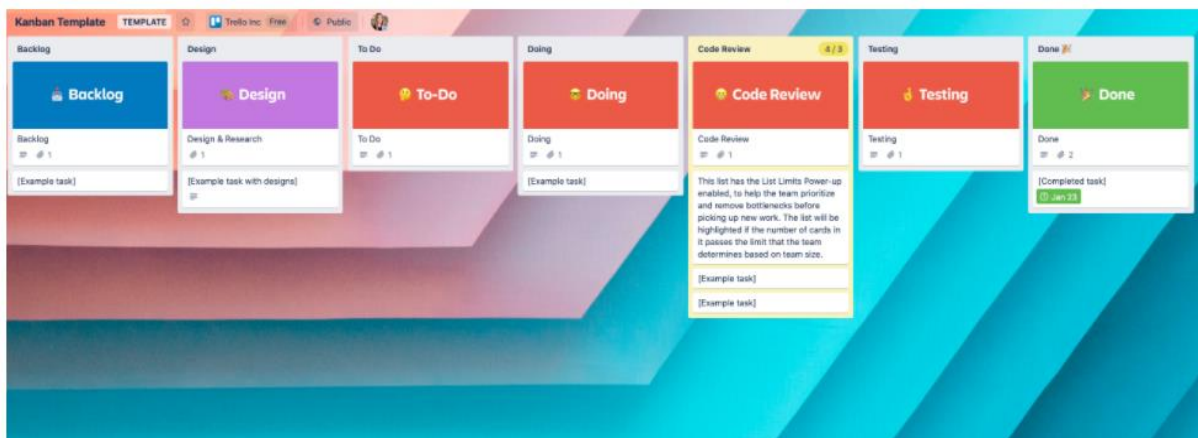 Kanban Template TEMPLATE Trello Inc Free Public
Backlog
Backlog
Backlog
1
[Example task]
Design
Design
Design & Research
1
[Example task with designs]
To Do
To-Do
To Do
1
Doing
Doing
Doing
1
[Example task]
Code Review 4/3
Code Review
Code Review
1
This list has the List Limits Power-up
enabled, to help the team prioritize
and remove bottlenecks before
picking up new work. The list will be
highlighted if the number of cards in
it passes the limit that the team
determines based on team size.
[Example task]
[Example task]
Testing
Testing
Testing
1
Done
Done
Done
2
[Completed task]
Jan 23